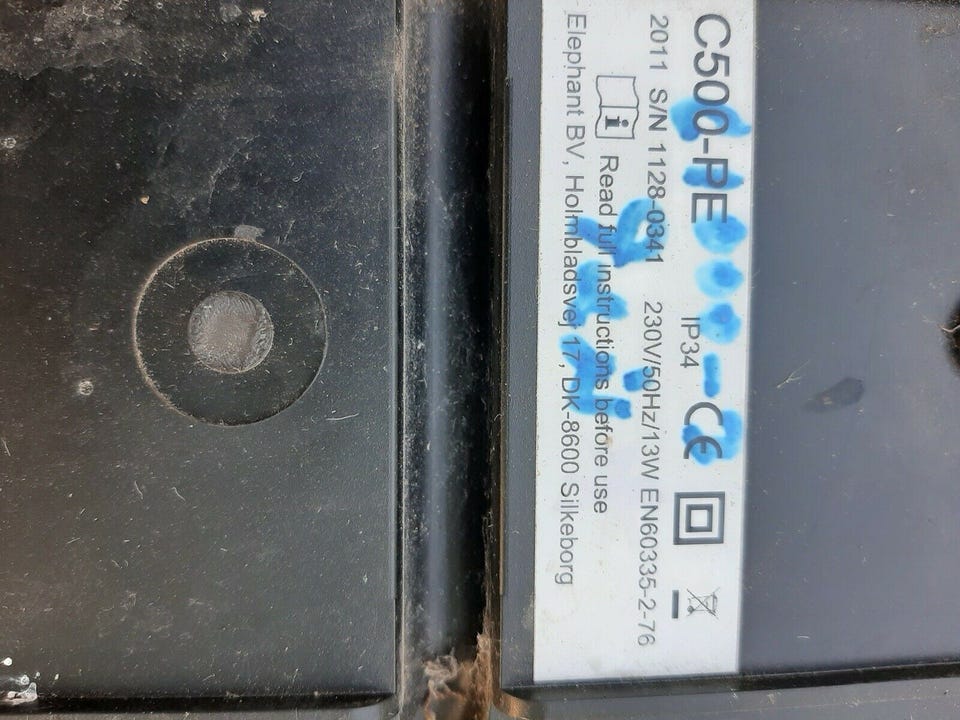 C500-PE IP34 CE
2011 S/N 1128-0341 230V/50Hz/13W EN60335-2-76
i Read full instructions before use
Elephant BV, Holmbladsvej 17, DK-8600 Silkeborg